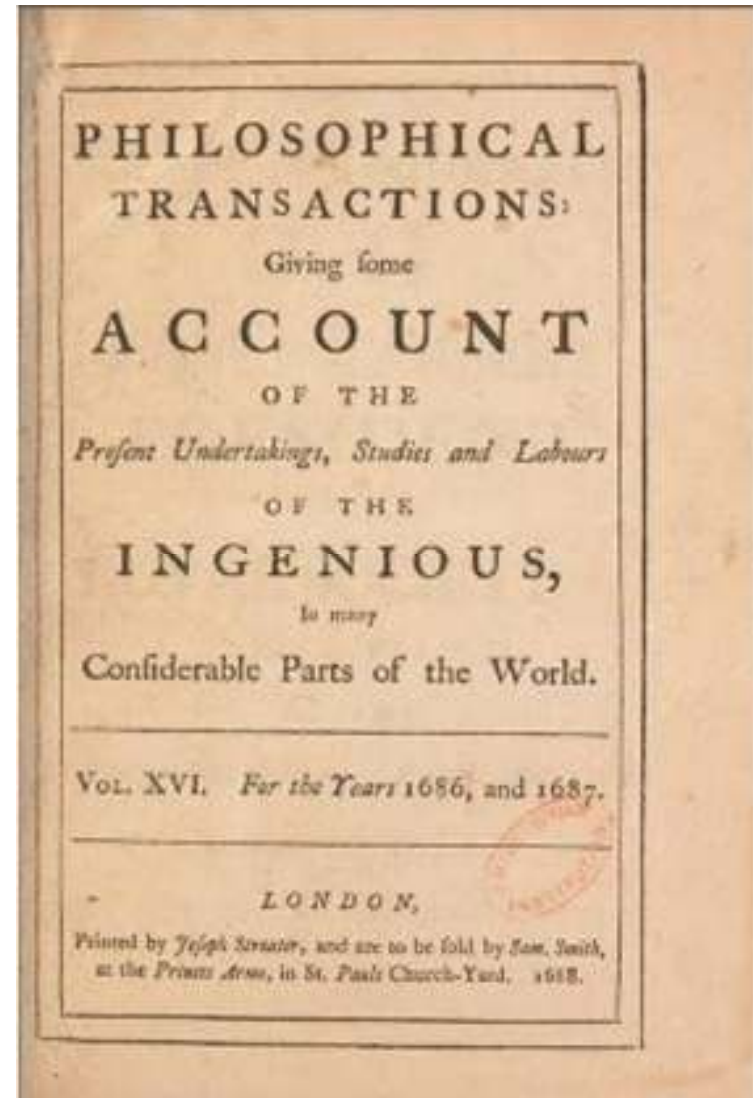 PHILOSOPHICAL
TRANSACTIONS:
Giving ſome
ACCOUNT
OF THE
Preſent Undertakings, Studies and Labours
OF THE
INGENIOUS,
In many
Conſiderable Parts of the World.
VOL. XVI. For the Years 1686, and 1687.
LONDON,
Printed by Joſeph Streater, and are to be ſold by Sam. Smith,
at the Princes Arms, in St. Pauls Church-Yard. 1688.